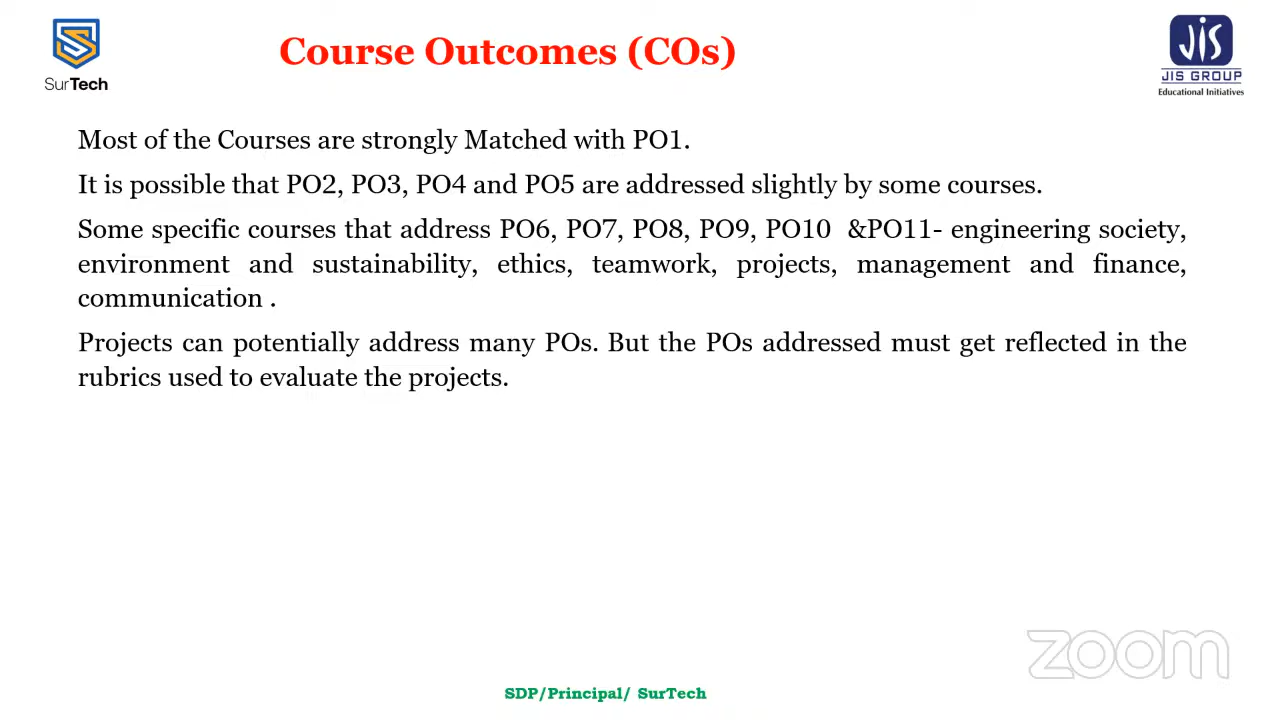 SurTech
Course Outcomes (COs)
JIS
JIS GROUP
Educational Initiatives
Most of the Courses are strongly Matched with PO1.
It is possible that PO2, PO3, PO4 and PO5 are addressed slightly by some courses.
Some specific courses that address PO6, PO7, PO8, PO9, PO10 &PO11- engineering society,
environment and sustainability, ethics, teamwork, projects, management and finance,
communication .
Projects can potentially address many POs. But the POs addressed must get reflected in the
rubrics used to evaluate the projects.
zoom
SDP/Principal/ SurTech